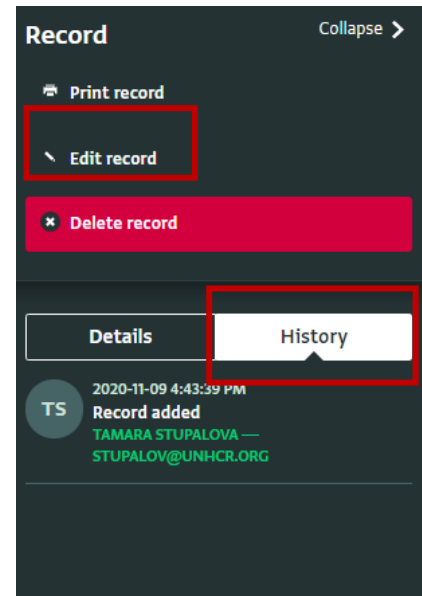 Record
Collapse
Print record
Edit record
Delete record
Details
History
2020-11-09 4:43:39 PM
TS
Record added
TAMARA STUPALOVA —
STUPALOV@UNHCR.ORG